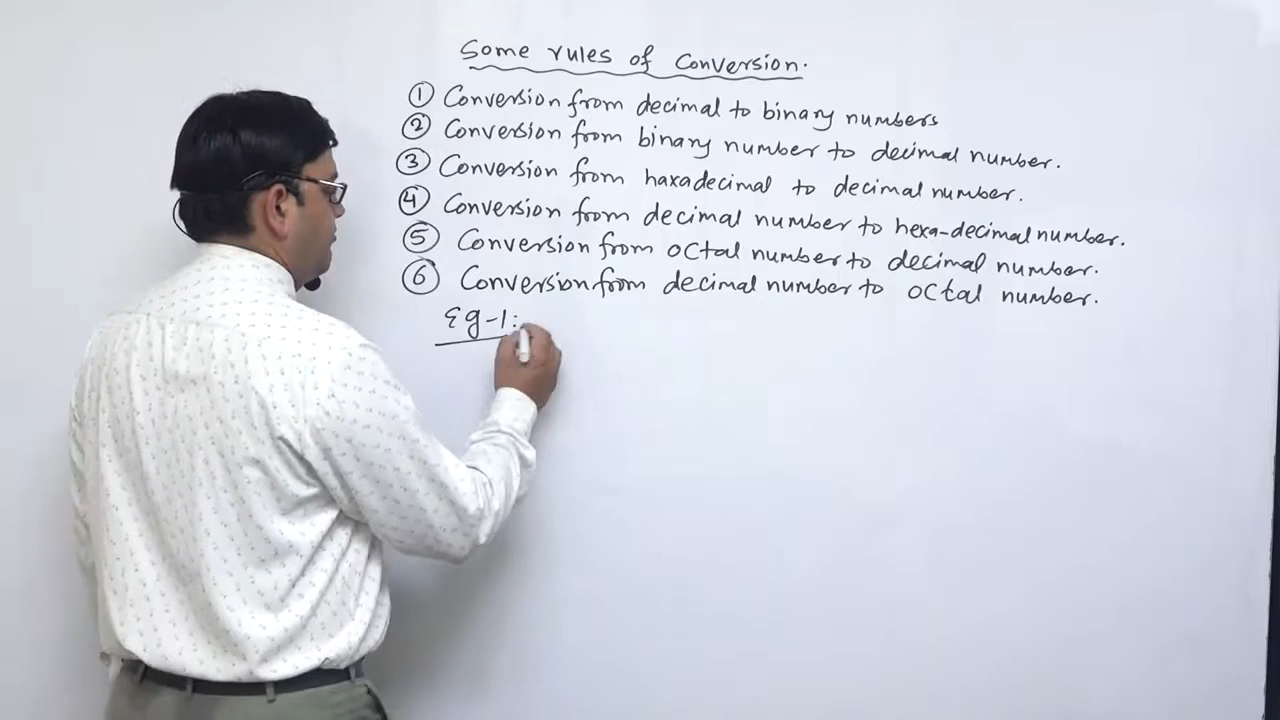 Some rules of Conversion.
① Conversion from decimal to binary numbers
② Conversion from binary number to decimal number.
③ Conversion from haxadecimal to decimal number.
④ Conversion from decimal number to hexa-decimal number.
⑤ Conversion from octal number to decimal number.
⑥ Conversion from decimal number to octal number.
Eg-1: